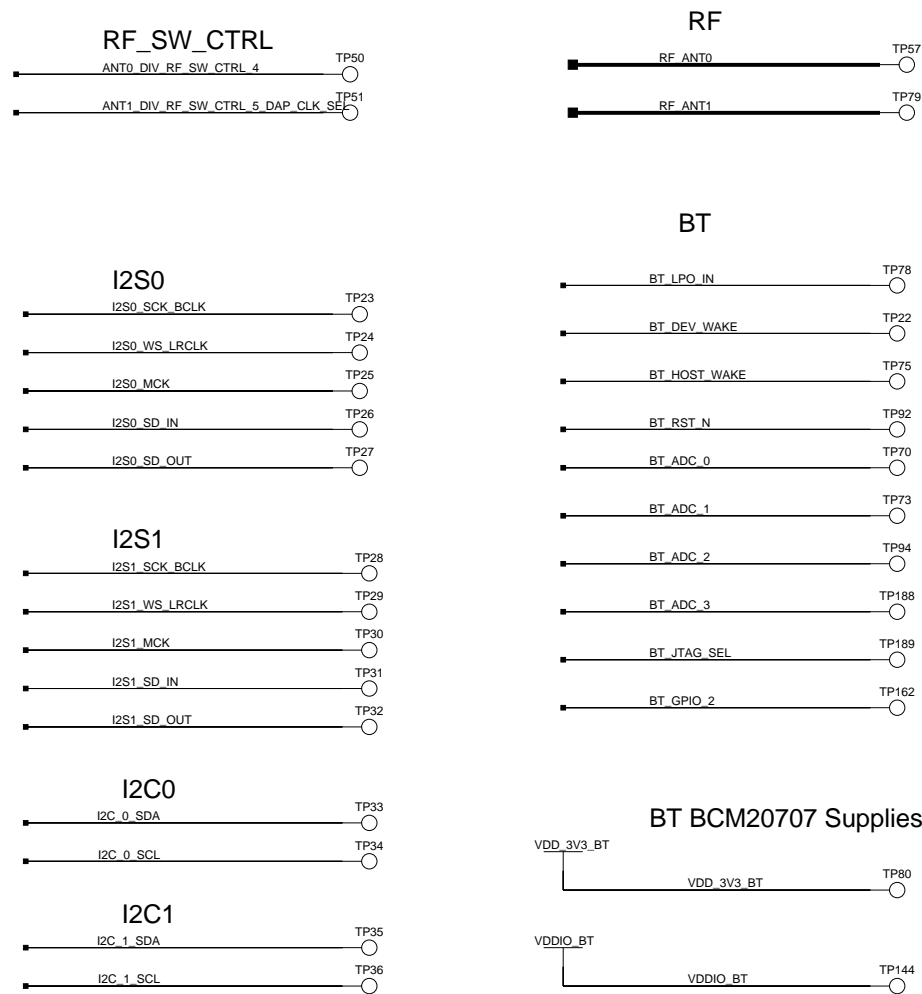 RF_SW_CTRL
ANT0_DIV_RF_SW_CTRL_4 TP50
ANT1_DIV_RF_SW_CTRL_5_DAP_CLK_SEL TP51
I2S0
I2S0_SCK_BCLK TP23
I2S0_WS_LRCLK TP24
I2S0_MCK TP25
I2S0_SD_IN TP26
I2S0_SD_OUT TP27
I2S1
I2S1_SCK_BCLK TP28
I2S1_WS_LRCLK TP29
I2S1_MCK TP30
I2S1_SD_IN TP31
I2S1_SD_OUT TP32
I2C0
I2C_0_SDA TP33
I2C_0_SCL TP34
I2C1
I2C_1_SDA TP35
I2C_1_SCL TP36
RF
RF_ANT0 TP57
RF_ANT1 TP79
BT
BT_LPO_IN TP78
BT_DEV_WAKE TP22
BT_HOST_WAKE TP75
BT_RST_N TP92
BT_ADC_0 TP70
BT_ADC_1 TP73
BT_ADC_2 TP94
BT_ADC_3 TP188
BT_JTAG_SEL TP189
BT_GPIO_2 TP162
BT BCM20707 Supplies
VDD_3V3_BT
VDD_3V3_BT TP80
VDDIO_BT
VDDIO_BT TP144